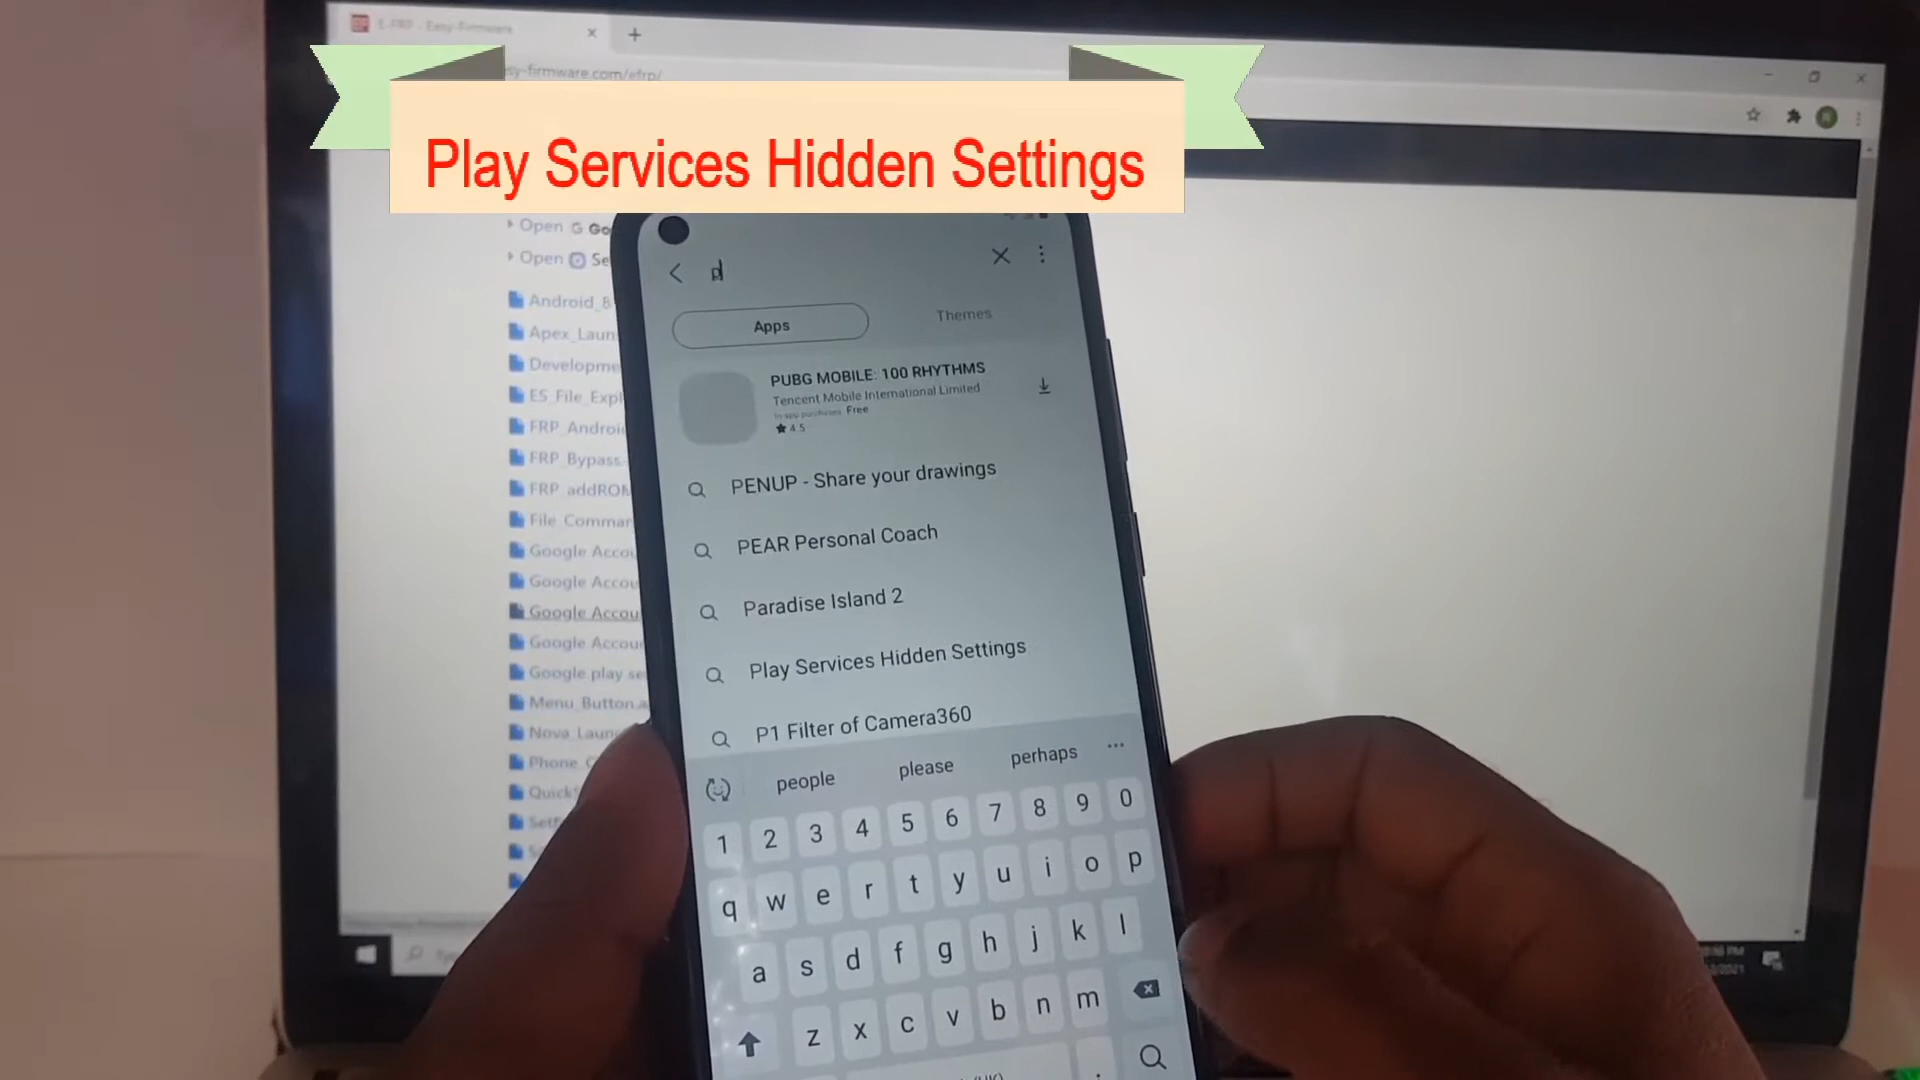 E-FRP - Easy-Firmware
sy-firmware.com/efrp/
Play Services Hidden Settings
Open G Go
Open Se
Android_8
Apex_Laun
Developme
ES_File_Expl
FRP_Androi
FRP_Bypass
FRP_addROM
File_Comman
Google Accou
Google Accou
Google Accou
Google Accou
Google play se
Menu_Button.a
Nova_Laun
Phone_
Quick
p
Apps
Themes
PUBG MOBILE: 100 RHYTHMS
Tencent Mobile International Limited
In app purchases Free
4.5
PENUP - Share your drawings
PEAR Personal Coach
Paradise Island 2
Play Services Hidden Settings
P1 Filter of Camera360
people please perhaps
1 2 3 4 5 6 7 8 9 0
q w e r t y u i o p
a s d f g h j k l
z x c v b n m